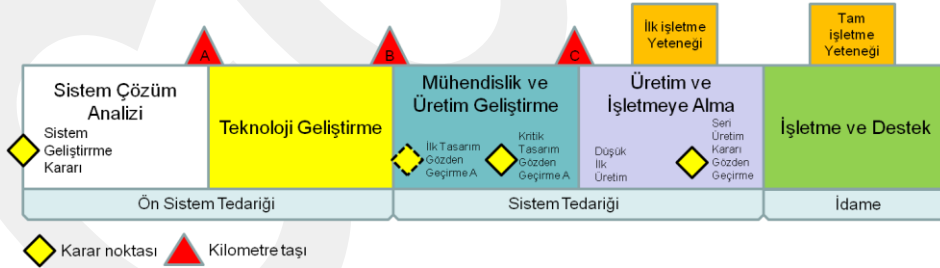 İlk işletme
Yeteneği
Tam
işletme
Yeteneği
A
B
C
Sistem Çözüm
Analizi
Sistem
Geliştirrme
Kararı
Teknoloji Geliştirme
Mühendislik ve
Üretim Geliştirme
İlk Tasarım
Gözden
Geçirme A
Kritik
Tasarım
Gözden
Geçirme A
Üretim ve
İşletmeye Alma
Düşük
İlk
Üretim
Seri
Üretim
Kararı
Gözden
Geçirme
İşletme ve Destek
Ön Sistem Tedariği
Sistem Tedariği
İdame
Karar noktası
Kilometre taşı